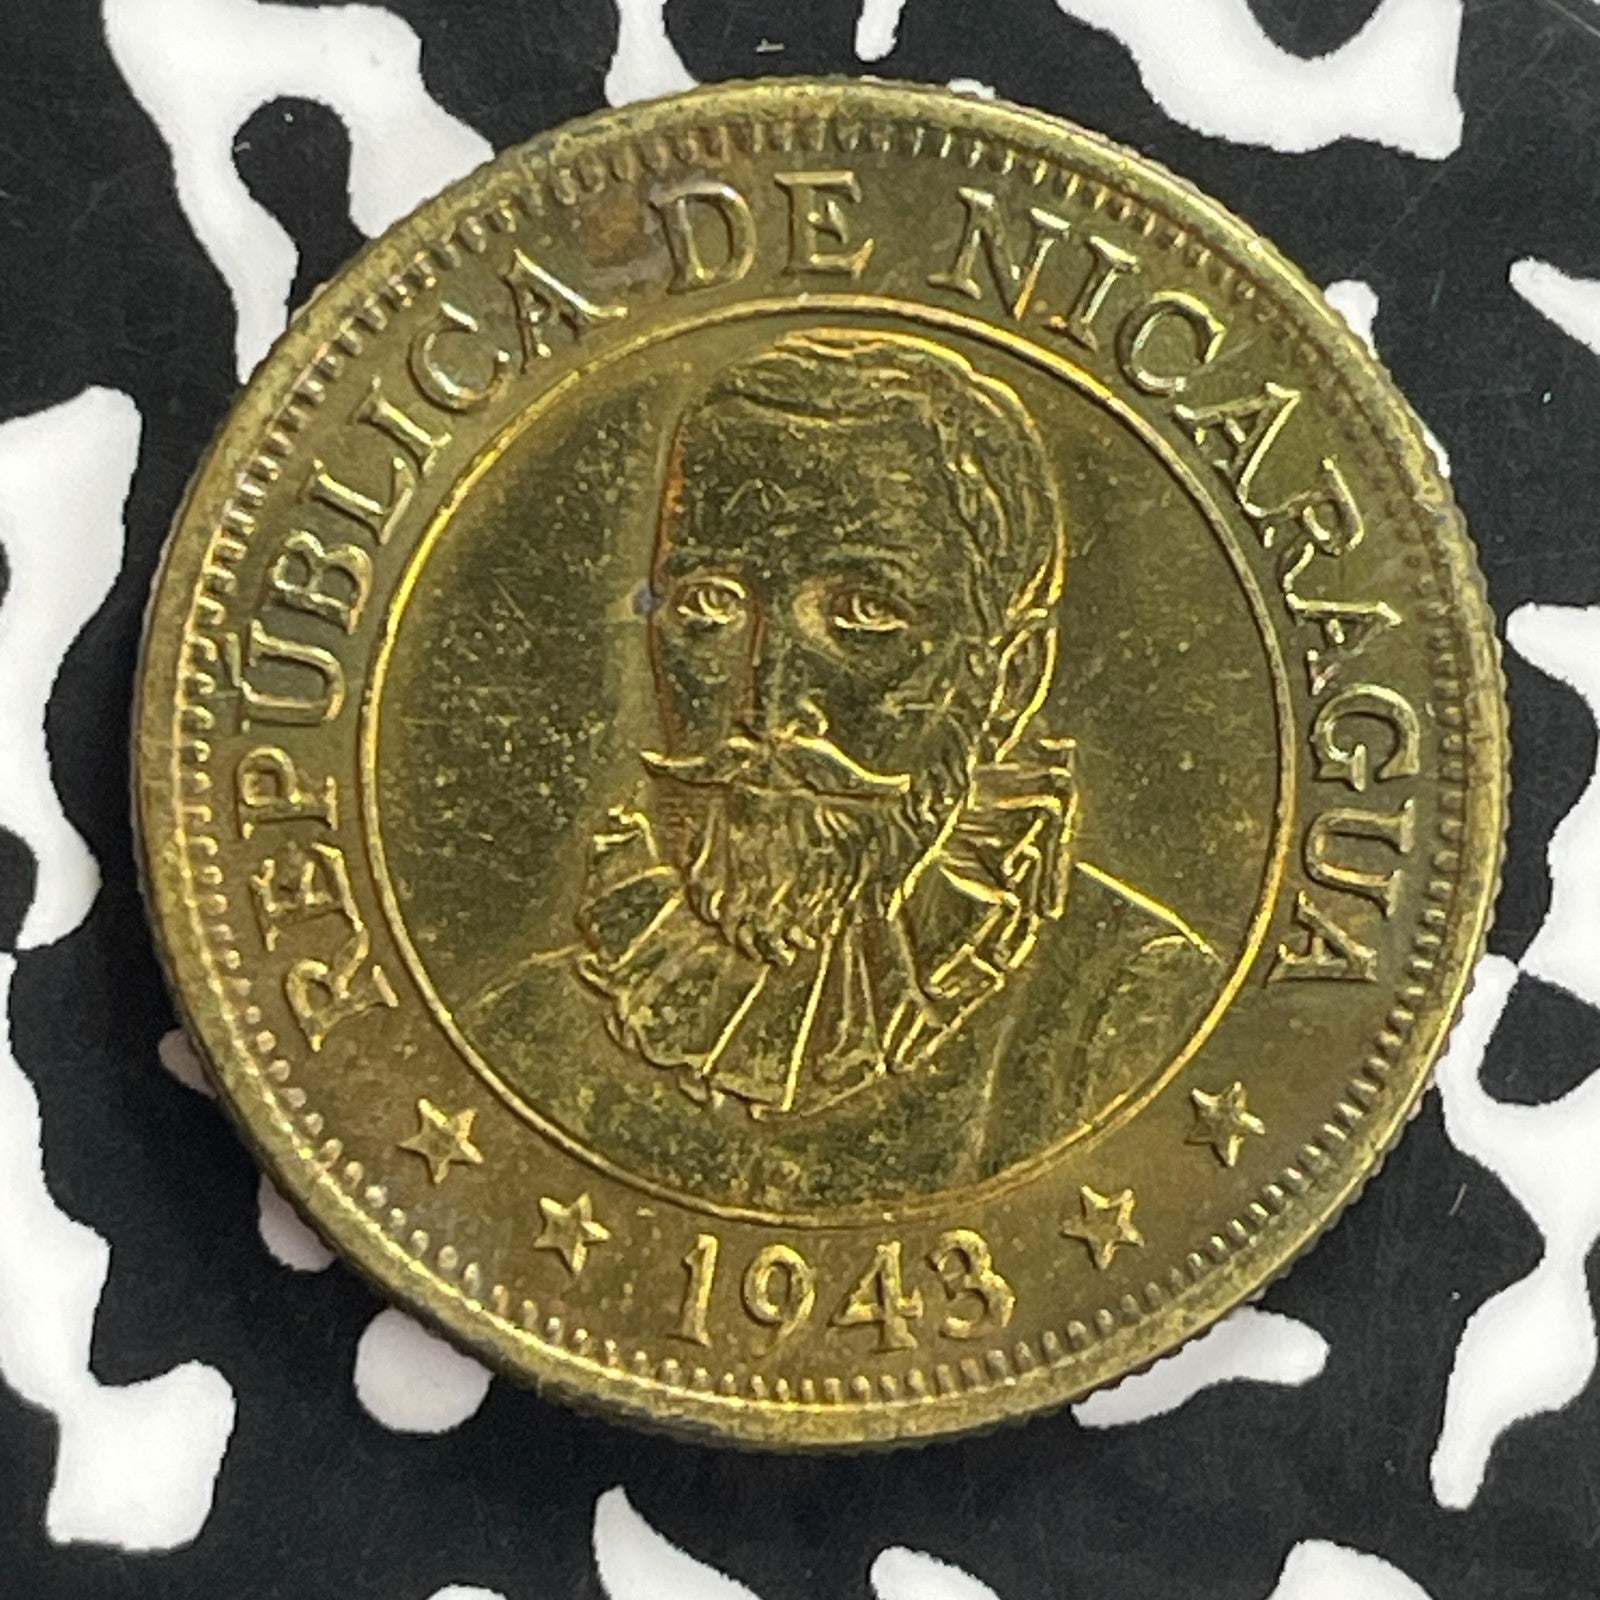 REPÚBLICA DE NICARAGUA
1943